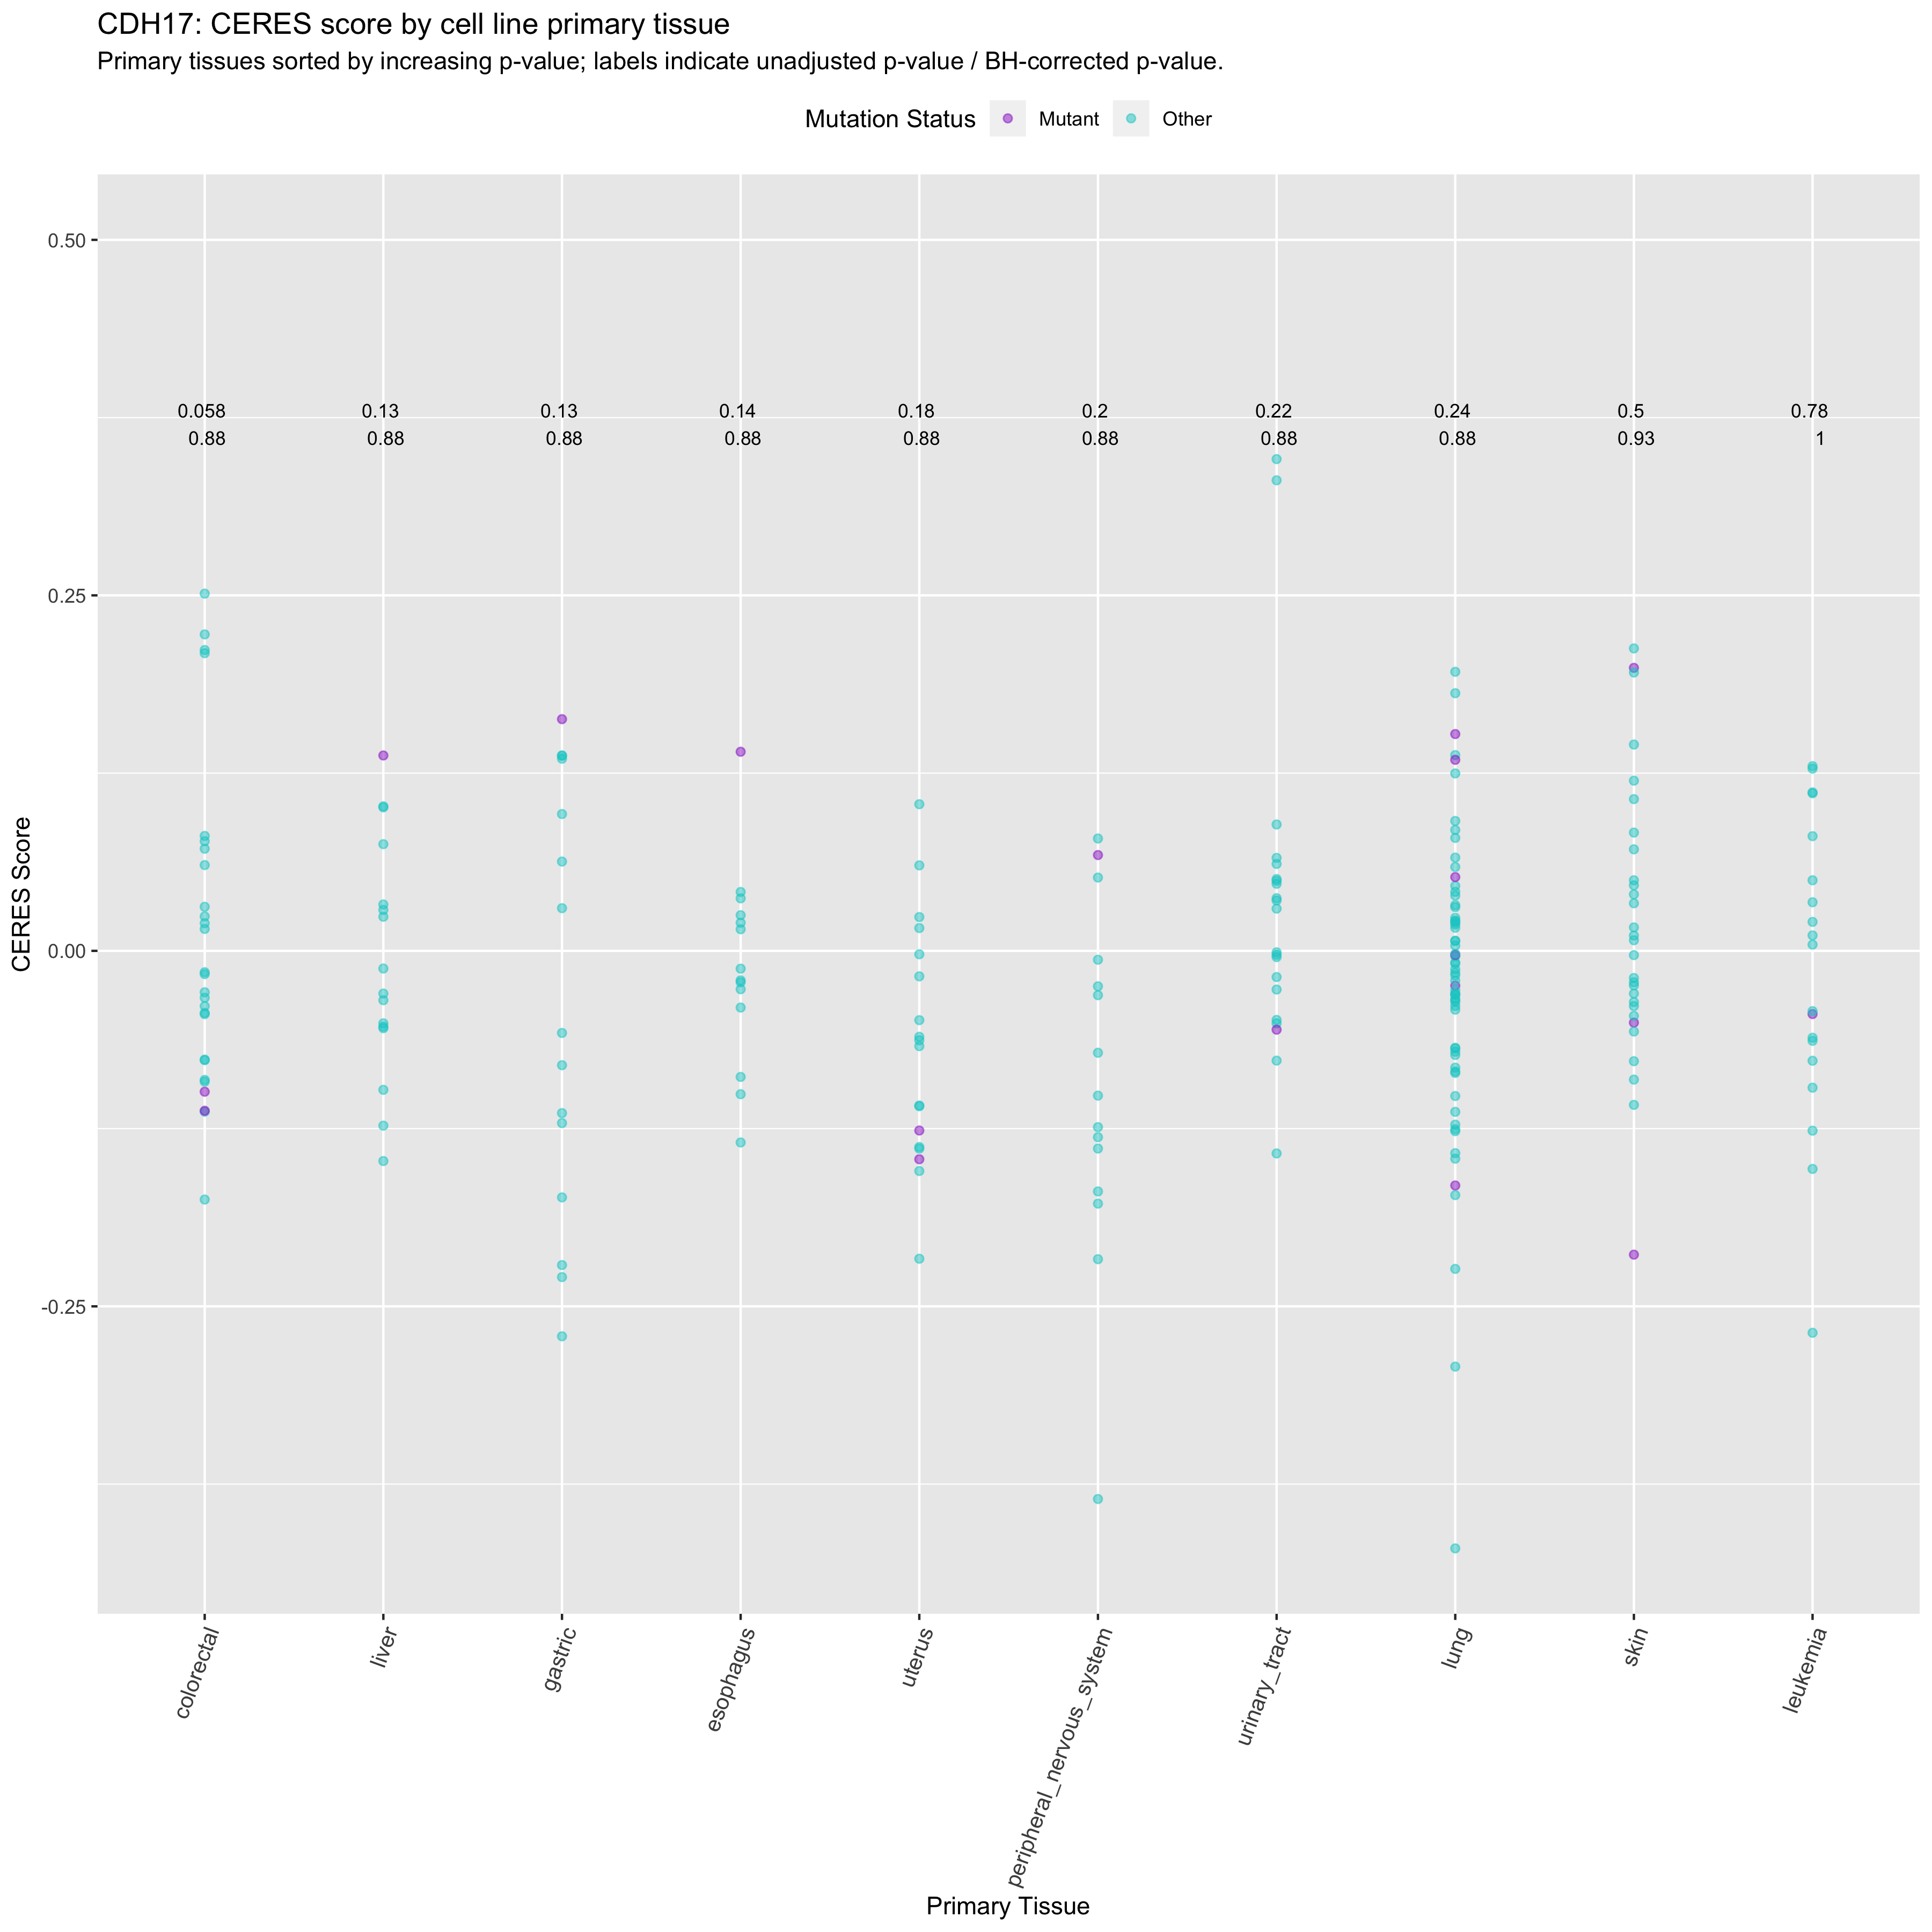 CDH17: CERES score by cell line primary tissue
Primary tissues sorted by increasing p-value; labels indicate unadjusted p-value / BH-corrected p-value.
Mutation Status Mutant Other
0.50
0.058 0.13 0.13 0.14 0.18 0.2 0.22 0.24 0.5 0.78
0.88 0.88 0.88 0.88 0.88 0.88 0.88 0.88 0.93 1
0.25
0.00
-0.25
CERES Score
colorectal
liver
gastric
esophagus
uterus
peripheral_nervous_system
urinary_tract
lung
skin
leukemia
Primary Tissue